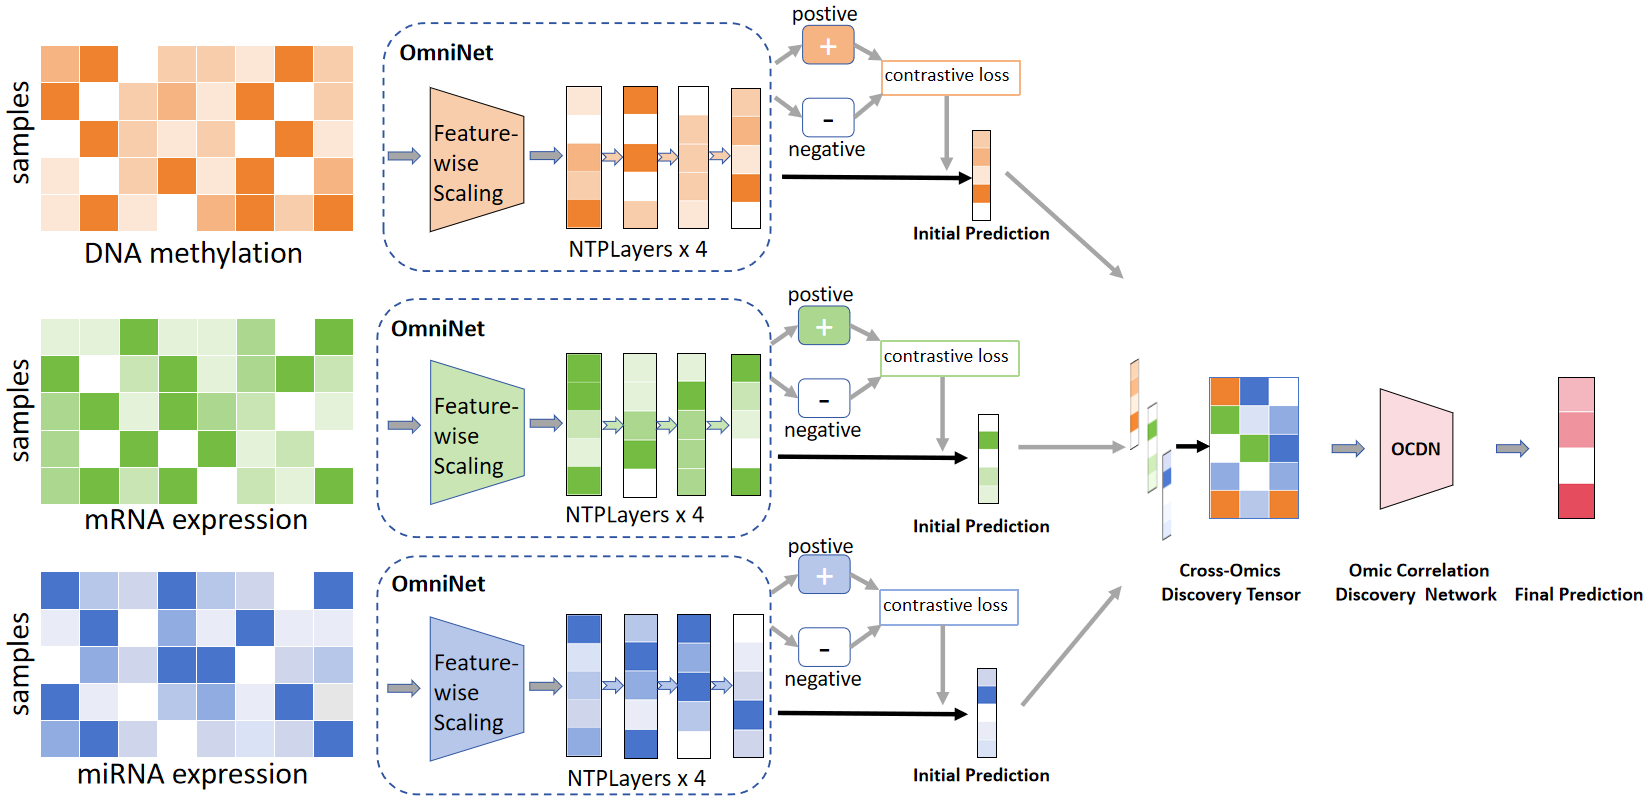 samples
DNA methylation
OmniNet
Feature-
wise
Scaling
NTPLayers x 4
postive
+
-
negative
contrastive loss
Initial Prediction
samples
mRNA expression
OmniNet
Feature-
wise
Scaling
NTPLayers x 4
postive
+
-
negative
contrastive loss
Initial Prediction
samples
miRNA expression
OmniNet
Feature-
wise
Scaling
NTPLayers x 4
postive
+
-
negative
contrastive loss
Initial Prediction
Cross-Omics
Discovery Tensor
OCDN
Omic Correlation
Discovery Network
Final Prediction